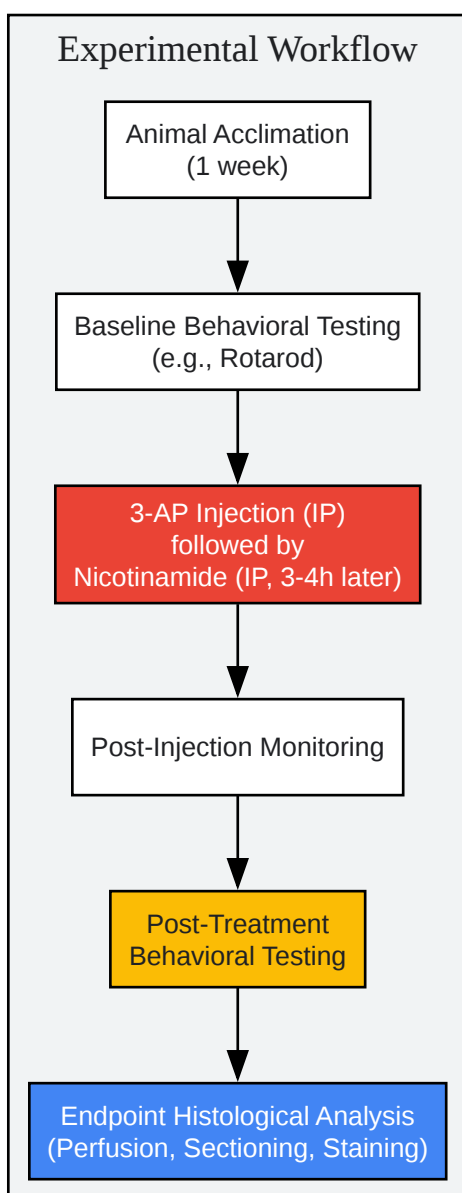 Experimental Workflow
Animal Acclimation
(1 week)
Baseline Behavioral Testing
(e.g., Rotarod)
3-AP Injection (IP)
followed by
Nicotinamide (IP, 3-4h later)
Post-Injection Monitoring
Post-Treatment
Behavioral Testing
Endpoint Histological Analysis
(Perfusion, Sectioning, Staining)